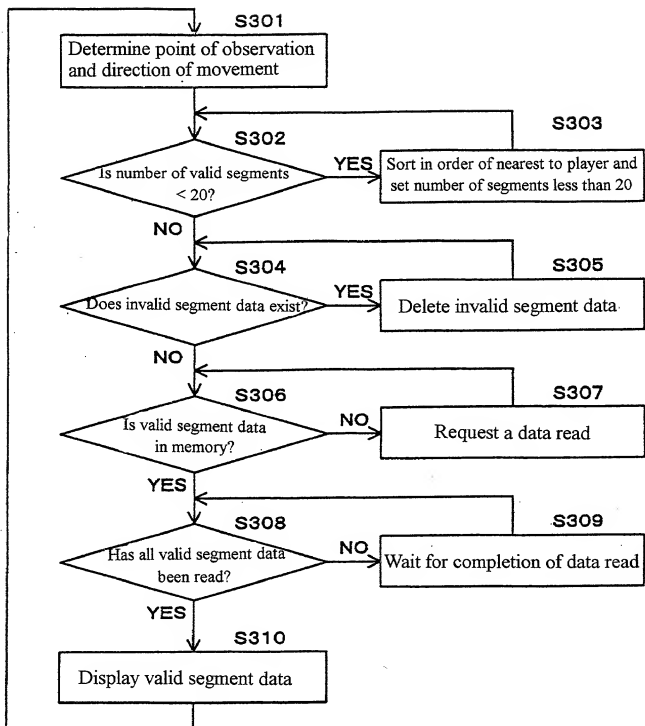 S301
Determine point of observation
and direction of movement
S302
Is number of valid segments
< 20?
YES
S303
Sort in order of nearest to player and
set number of segments less than 20
NO
S304
Does invalid segment data exist?
YES
S305
Delete invalid segment data
NO
S306
Is valid segment data
in memory?
NO
S307
Request a data read
YES
S308
Has all valid segment data
been read?
NO
S309
Wait for completion of data read
YES
S310
Display valid segment data